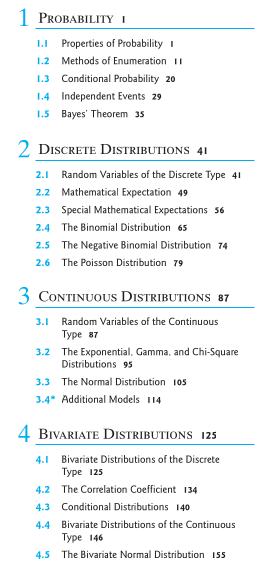 1 PROBABILITY 1
1.1 Properties of Probability 1
1.2 Methods of Enumeration 11
1.3 Conditional Probability 20
1.4 Independent Events 29
1.5 Bayes' Theorem 35
2 DISCRETE DISTRIBUTIONS 41
2.1 Random Variables of the Discrete Type 41
2.2 Mathematical Expectation 49
2.3 Special Mathematical Expectations 56
2.4 The Binomial Distribution 65
2.5 The Negative Binomial Distribution 74
2.6 The Poisson Distribution 79
3 CONTINUOUS DISTRIBUTIONS 87
3.1 Random Variables of the Continuous
Type 87
3.2 The Exponential, Gamma, and Chi-Square
Distributions 95
3.3 The Normal Distribution 105
3.4* Additional Models 114
4 BIVARIATE DISTRIBUTIONS 125
4.1 Bivariate Distributions of the Discrete
Type 125
4.2 The Correlation Coefficient 134
4.3 Conditional Distributions 140
4.4 Bivariate Distributions of the Continuous
Type 146
4.5 The Bivariate Normal Distribution 155